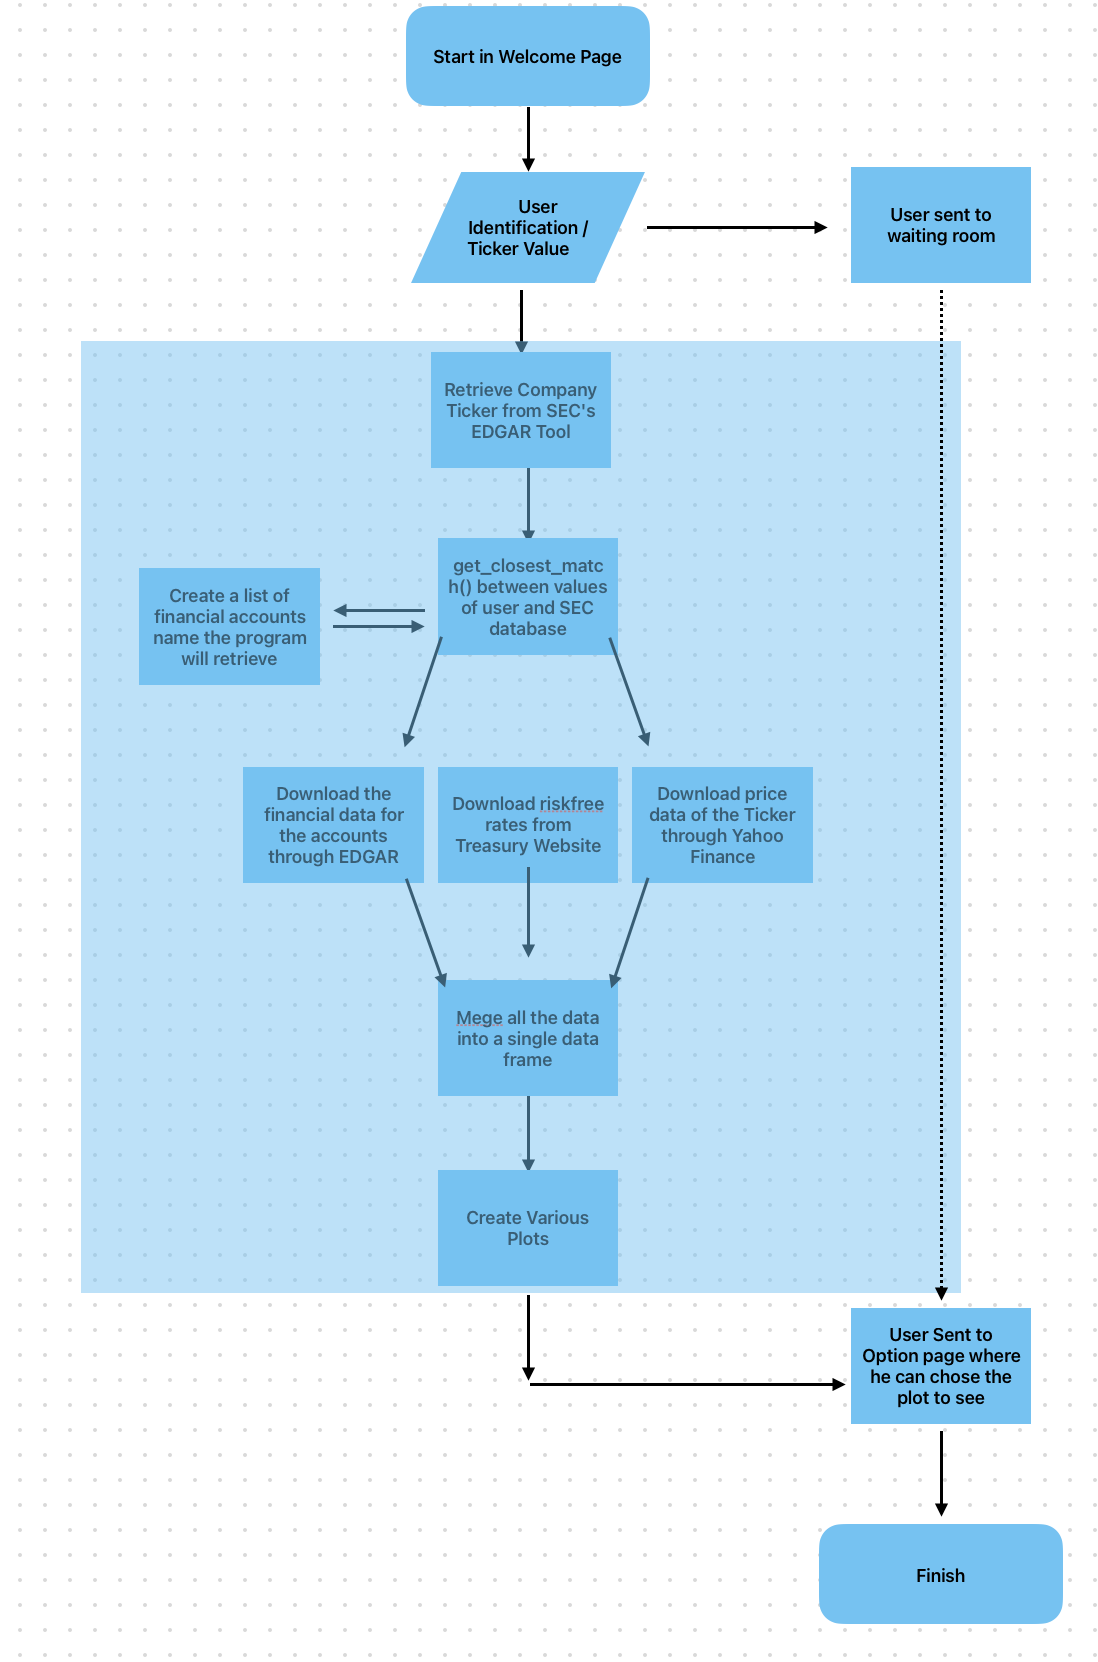 Start in Welcome Page
User
Identification /
Ticker Value
User sent to
waiting room
Retrieve Company
Ticker from SEC's
EDGAR Tool
get_closest_matc
h() between values
of user and SEC
database
Create a list of
financial accounts
name the program
will retrieve
Download the
financial data for
the accounts
through EDGAR
Download riskfree
rates from
Treasury Website
Download price
data of the Ticker
through Yahoo
Finance
Mege all the data
into a single data
frame
Create Various
Plots
User Sent to
Option page where
he can chose the
plot to see
Finish